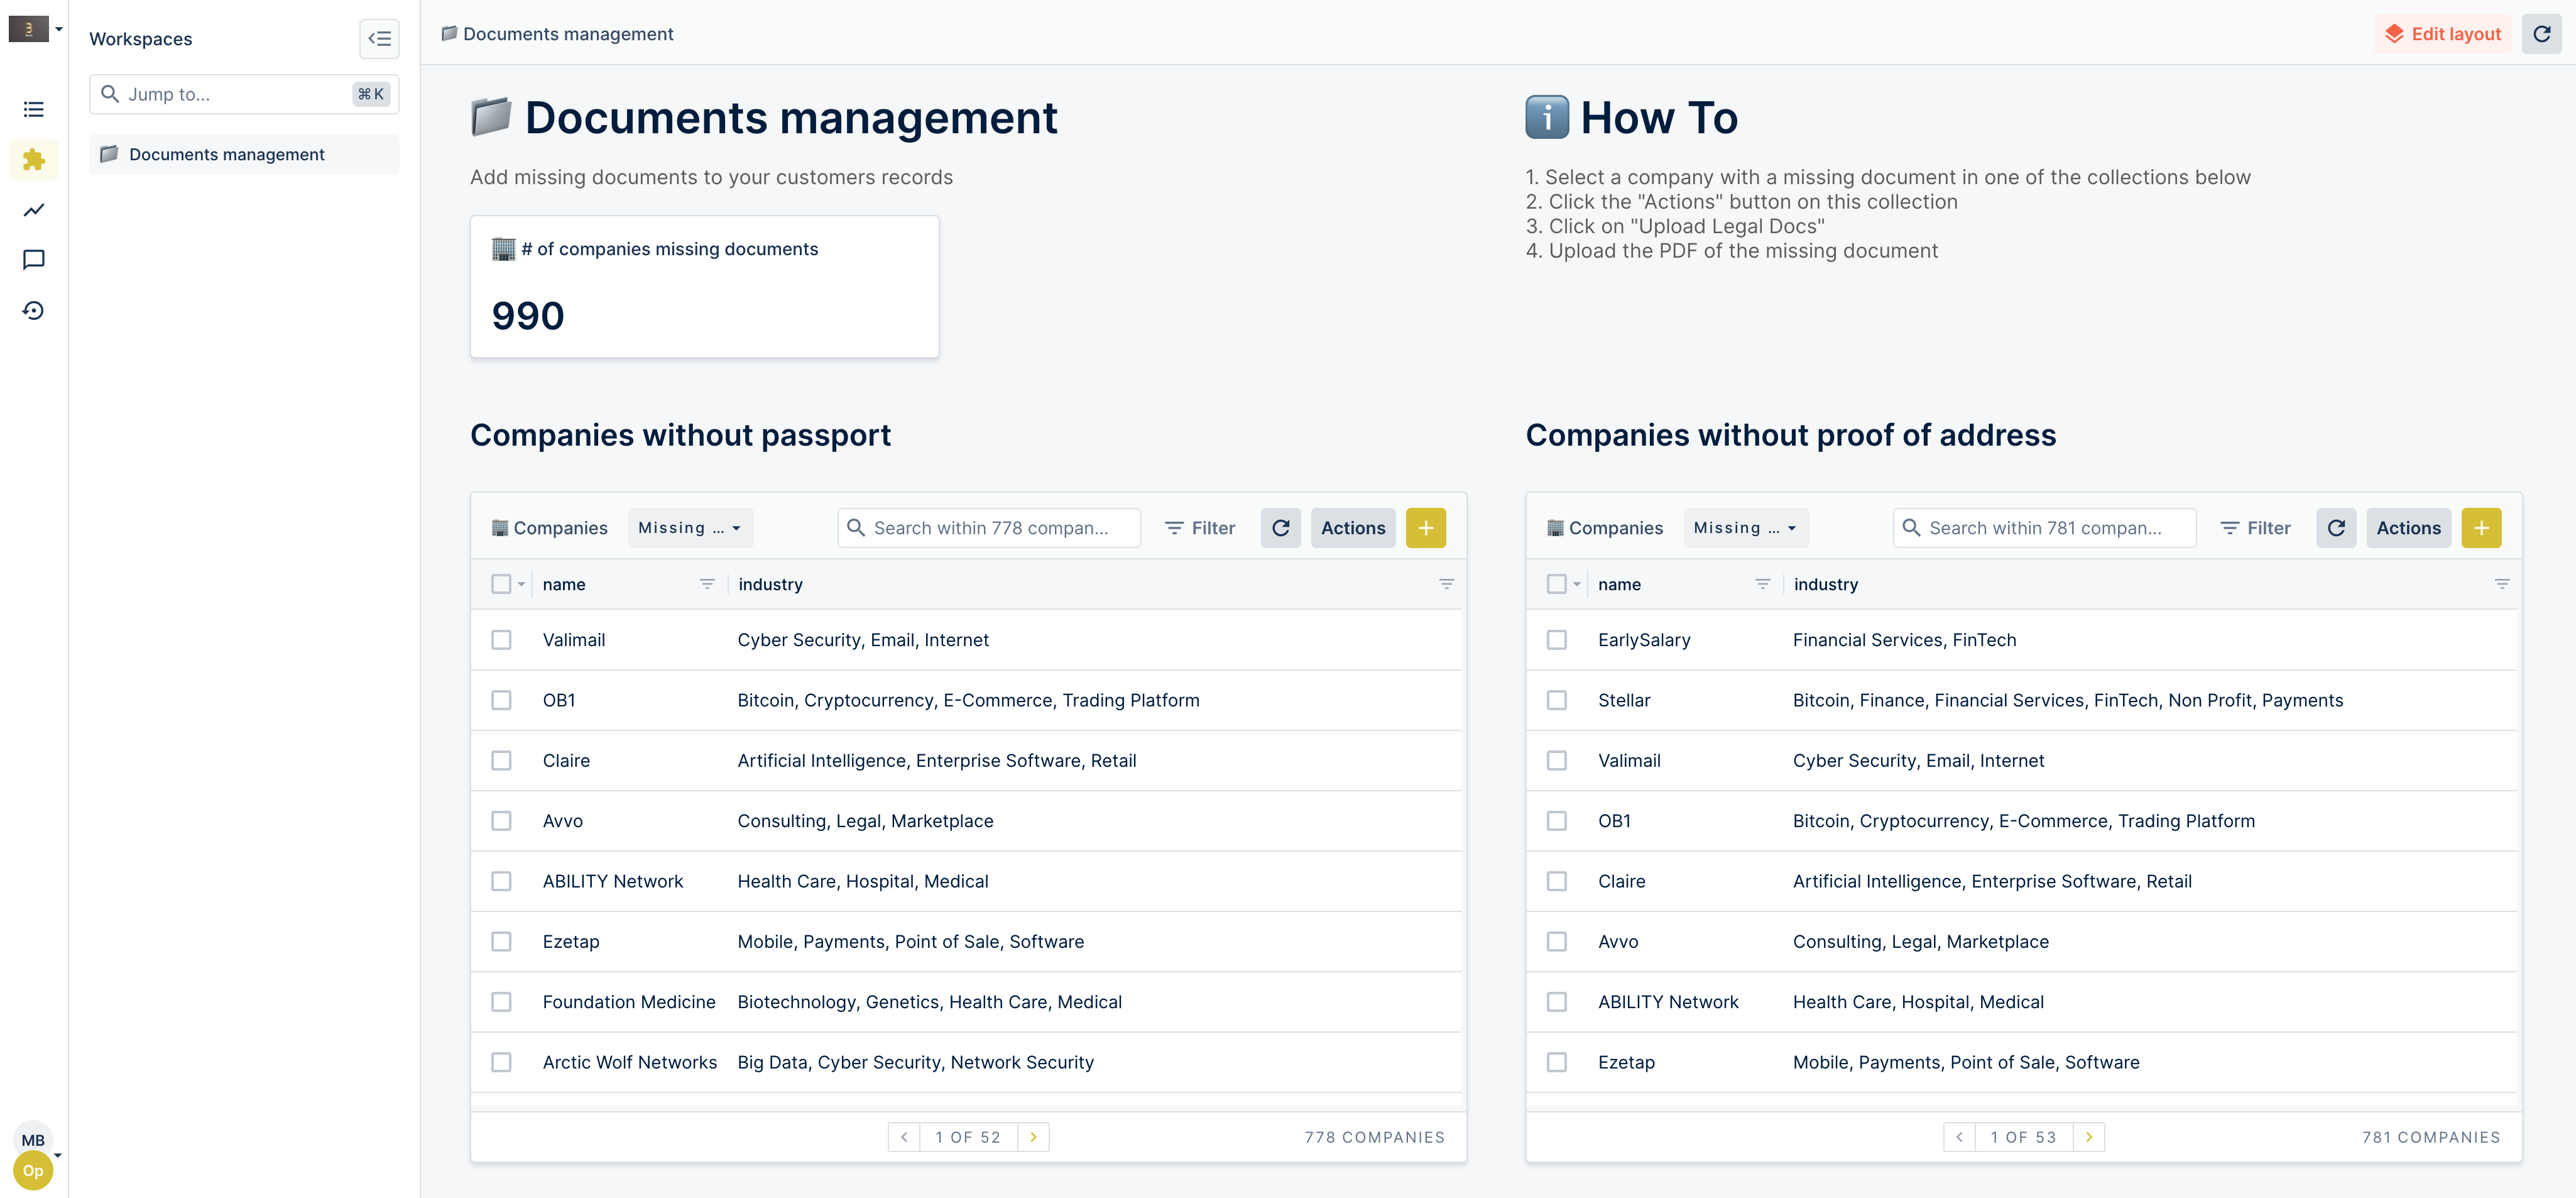 Workspaces
Jump to...
⌘ K
Documents management
MB
Op
Documents management
Edit layout
Documents management
Add missing documents to your customers records
# of companies missing documents
990
How To
1. Select a company with a missing document in one of the collections below
2. Click the "Actions" button on this collection
3. Click on "Upload Legal Docs"
4. Upload the PDF of the missing document
Companies without passport
Companies Missing ... Search within 778 compan... Filter Actions
name industry
Valimail Cyber Security, Email, Internet
OB1 Bitcoin, Cryptocurrency, E-Commerce, Trading Platform
Claire Artificial Intelligence, Enterprise Software, Retail
Avvo Consulting, Legal, Marketplace
ABILITY Network Health Care, Hospital, Medical
Ezetap Mobile, Payments, Point of Sale, Software
Foundation Medicine Biotechnology, Genetics, Health Care, Medical
Arctic Wolf Networks Big Data, Cyber Security, Network Security
1 OF 52 778 COMPANIES
Companies without proof of address
Companies Missing ... Search within 781 compan... Filter Actions
name industry
EarlySalary Financial Services, FinTech
Stellar Bitcoin, Finance, Financial Services, FinTech, Non Profit, Payments
Valimail Cyber Security, Email, Internet
OB1 Bitcoin, Cryptocurrency, E-Commerce, Trading Platform
Claire Artificial Intelligence, Enterprise Software, Retail
Avvo Consulting, Legal, Marketplace
ABILITY Network Health Care, Hospital, Medical
Ezetap Mobile, Payments, Point of Sale, Software
1 OF 53 781 COMPANIES